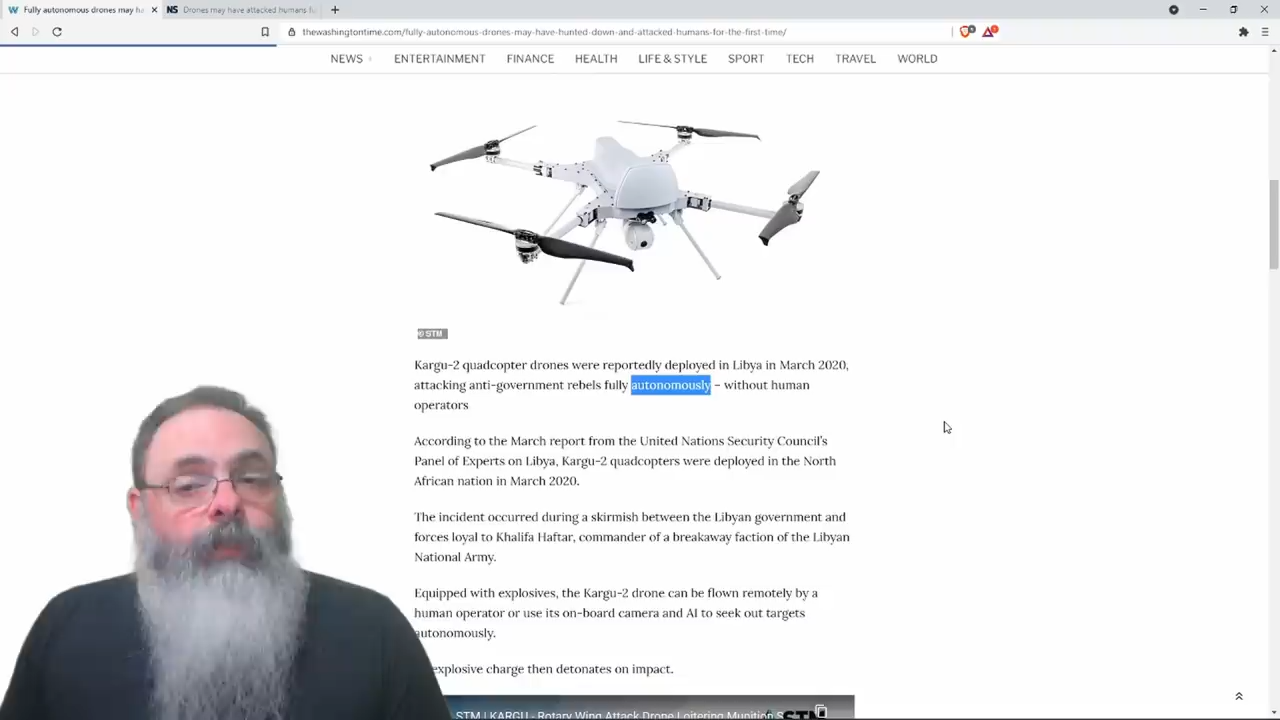 Fully autonomous drones may ha
NS Drones may have attacked humans fo
thewashingtontime.com/fully-autonomous-drones-may-have-hunted-down-and-attacked-humans-for-the-first-time/
NEWS ENTERTAINMENT FINANCE HEALTH LIFE & STYLE SPORT TECH TRAVEL WORLD
© STM
Kargu-2 quadcopter drones were reportedly deployed in Libya in March 2020,
attacking anti-government rebels fully autonomously – without human
operators
According to the March report from the United Nations Security Council's
Panel of Experts on Libya, Kargu-2 quadcopters were deployed in the North
African nation in March 2020.
The incident occurred during a skirmish between the Libyan government and
forces loyal to Khalifa Haftar, commander of a breakaway faction of the Libyan
National Army.
Equipped with explosives, the Kargu-2 drone can be flown remotely by a
human operator or use its on-board camera and AI to seek out targets
autonomously.
explosive charge then detonates on impact.
STM | KARGU - Rotary Wing Attack Drone Loitering Munition S
STM